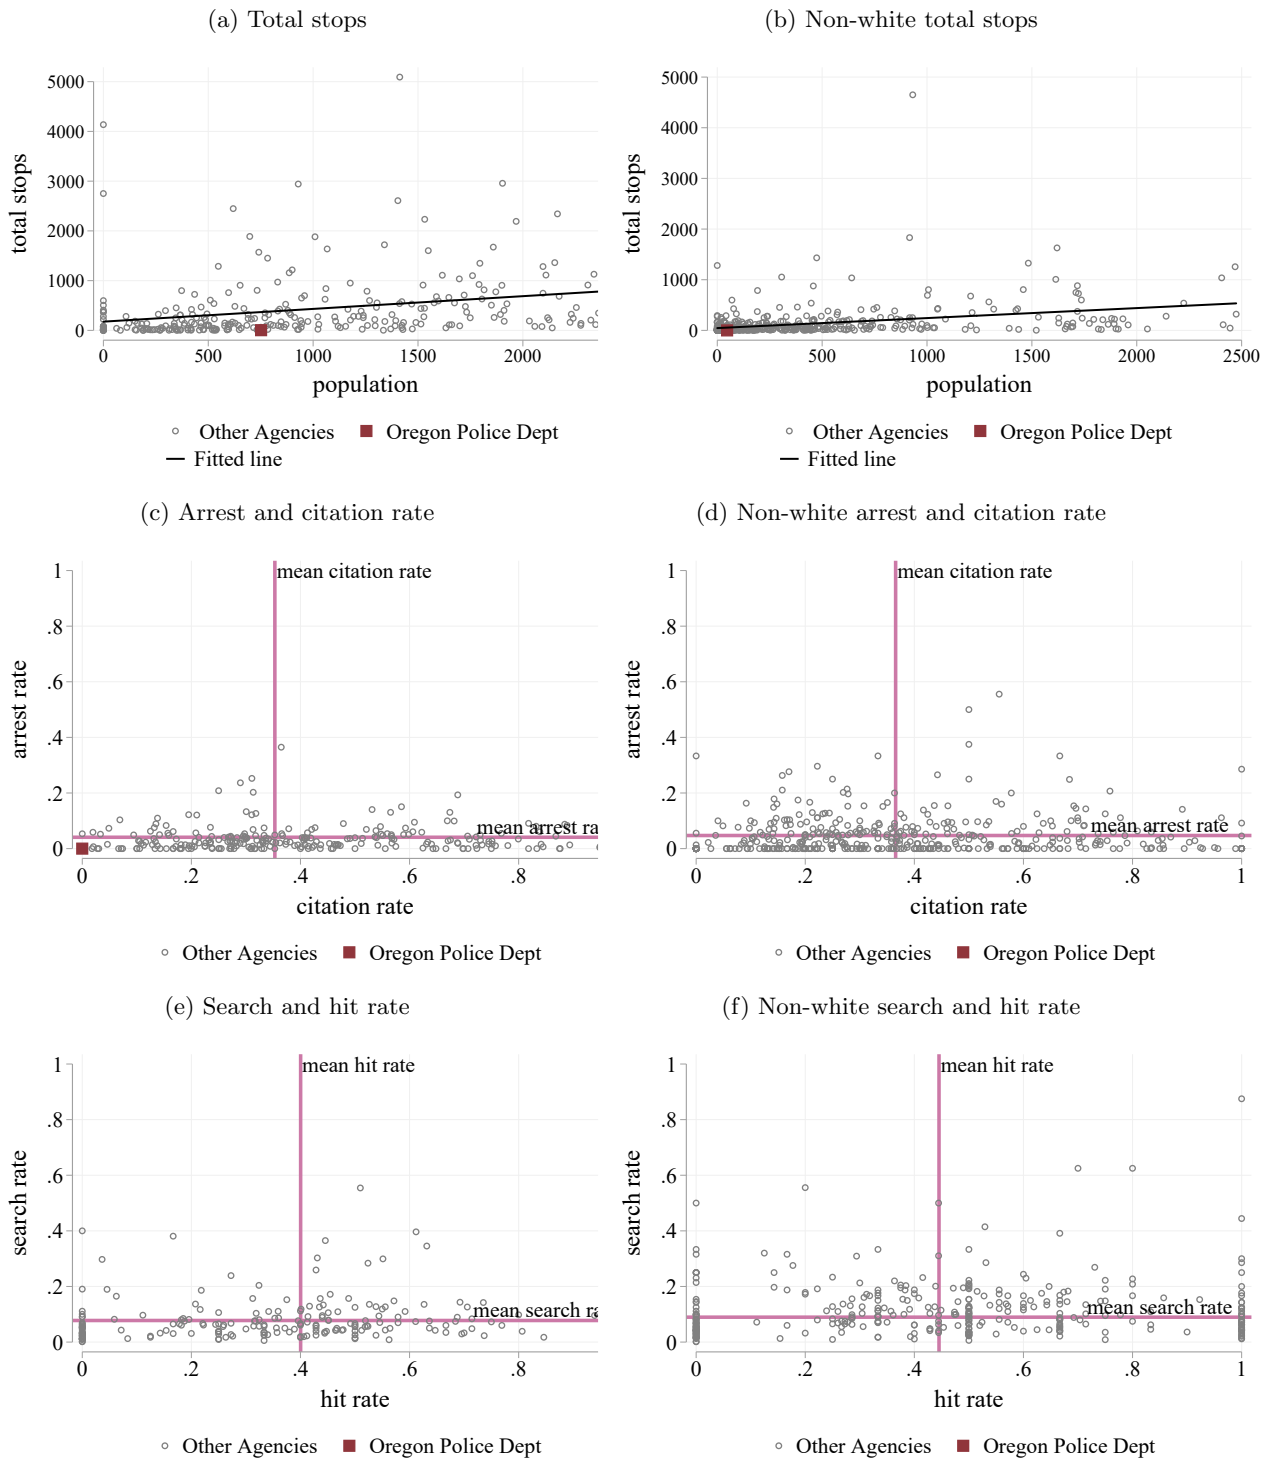 (a) Total stops
(b) Non-white total stops
5000
4000
3000
2000
1000
0
total stops
0 500 1000 1500 2000
population
Other Agencies Oregon Police Dept
Fitted line
5000
4000
3000
2000
1000
0
total stops
0 500 1000 1500 2000 2500
population
Other Agencies Oregon Police Dept
Fitted line
(c) Arrest and citation rate
(d) Non-white arrest and citation rate
mean citation rate
mean arrest ra
1
.8
.6
.4
.2
0
arrest rate
0 .2 .4 .6 .8
citation rate
Other Agencies Oregon Police Dept
mean citation rate
mean arrest rate
1
.8
.6
.4
.2
0
arrest rate
0 .2 .4 .6 .8 1
citation rate
Other Agencies Oregon Police Dept
(e) Search and hit rate
(f) Non-white search and hit rate
mean hit rate
mean search ra
1
.8
.6
.4
.2
0
search rate
0 .2 .4 .6 .8
hit rate
Other Agencies Oregon Police Dept
mean hit rate
mean search rate
1
.8
.6
.4
.2
0
search rate
0 .2 .4 .6 .8 1
hit rate
Other Agencies Oregon Police Dept